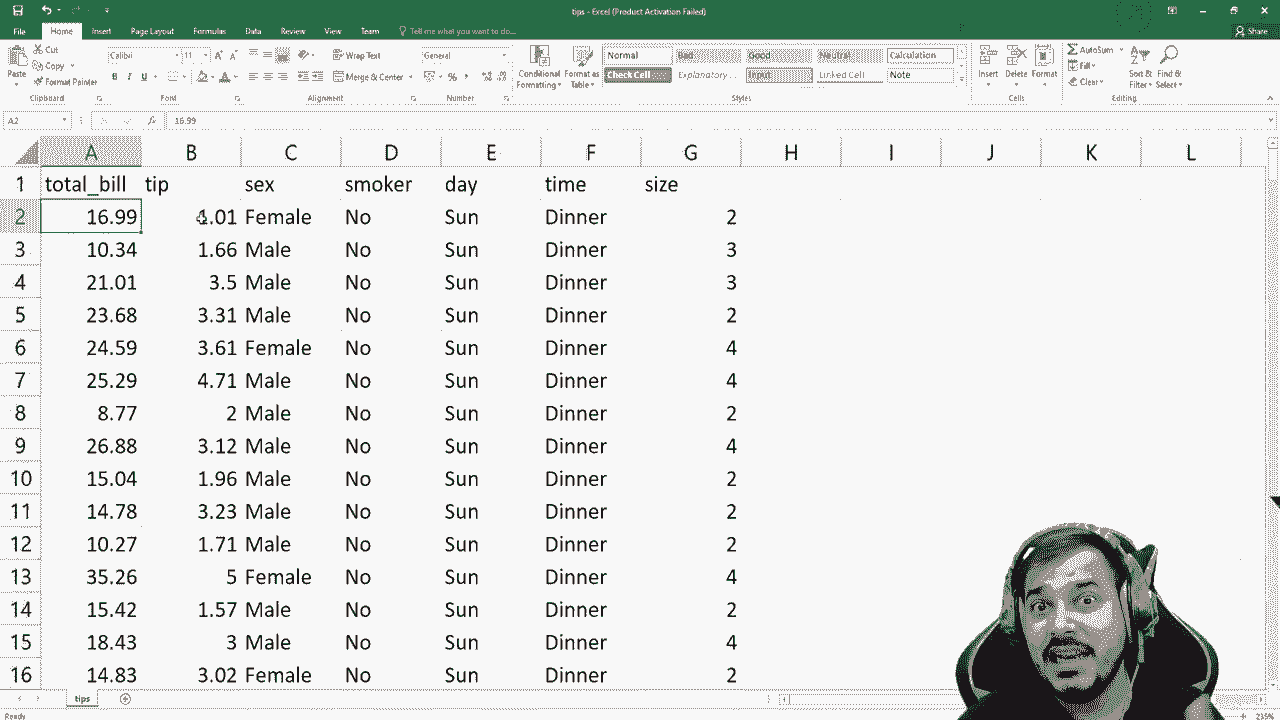 tips - Excel (Product Activation Failed)
File Home Insert Page Layout Formulas Data Review View Team Tell me what you want to do... Share
Cut
Copy
Format Painter
Paste
Calibri 11
B I U
Wrap Text
Merge & Center
General
Conditional Formatting
Format as Table
Normal Bad Good Neutral Calculation
Check Cell Explanatory ... Input Linked Cell Note
Insert Delete Format
AutoSum
Fill
Clear
Sort & Filter
Find & Select
Clipboard Font Alignment Number Styles Cells Editing
A2 fx 16.99
A B C D E F G H I J K L
1 total_bill tip sex smoker day time size
2 16.99 1.01 Female No Sun Dinner 2
3 10.34 1.66 Male No Sun Dinner 3
4 21.01 3.5 Male No Sun Dinner 3
5 23.68 3.31 Male No Sun Dinner 2
6 24.59 3.61 Female No Sun Dinner 4
7 25.29 4.71 Male No Sun Dinner 4
8 8.77 2 Male No Sun Dinner 2
9 26.88 3.12 Male No Sun Dinner 4
10 15.04 1.96 Male No Sun Dinner 2
11 14.78 3.23 Male No Sun Dinner 2
12 10.27 1.71 Male No Sun Dinner 2
13 35.26 5 Female No Sun Dinner 4
14 15.42 1.57 Male No Sun Dinner 2
15 18.43 3 Male No Sun Dinner 4
16 14.83 3.02 Female No Sun Dinner 2
tips
Ready